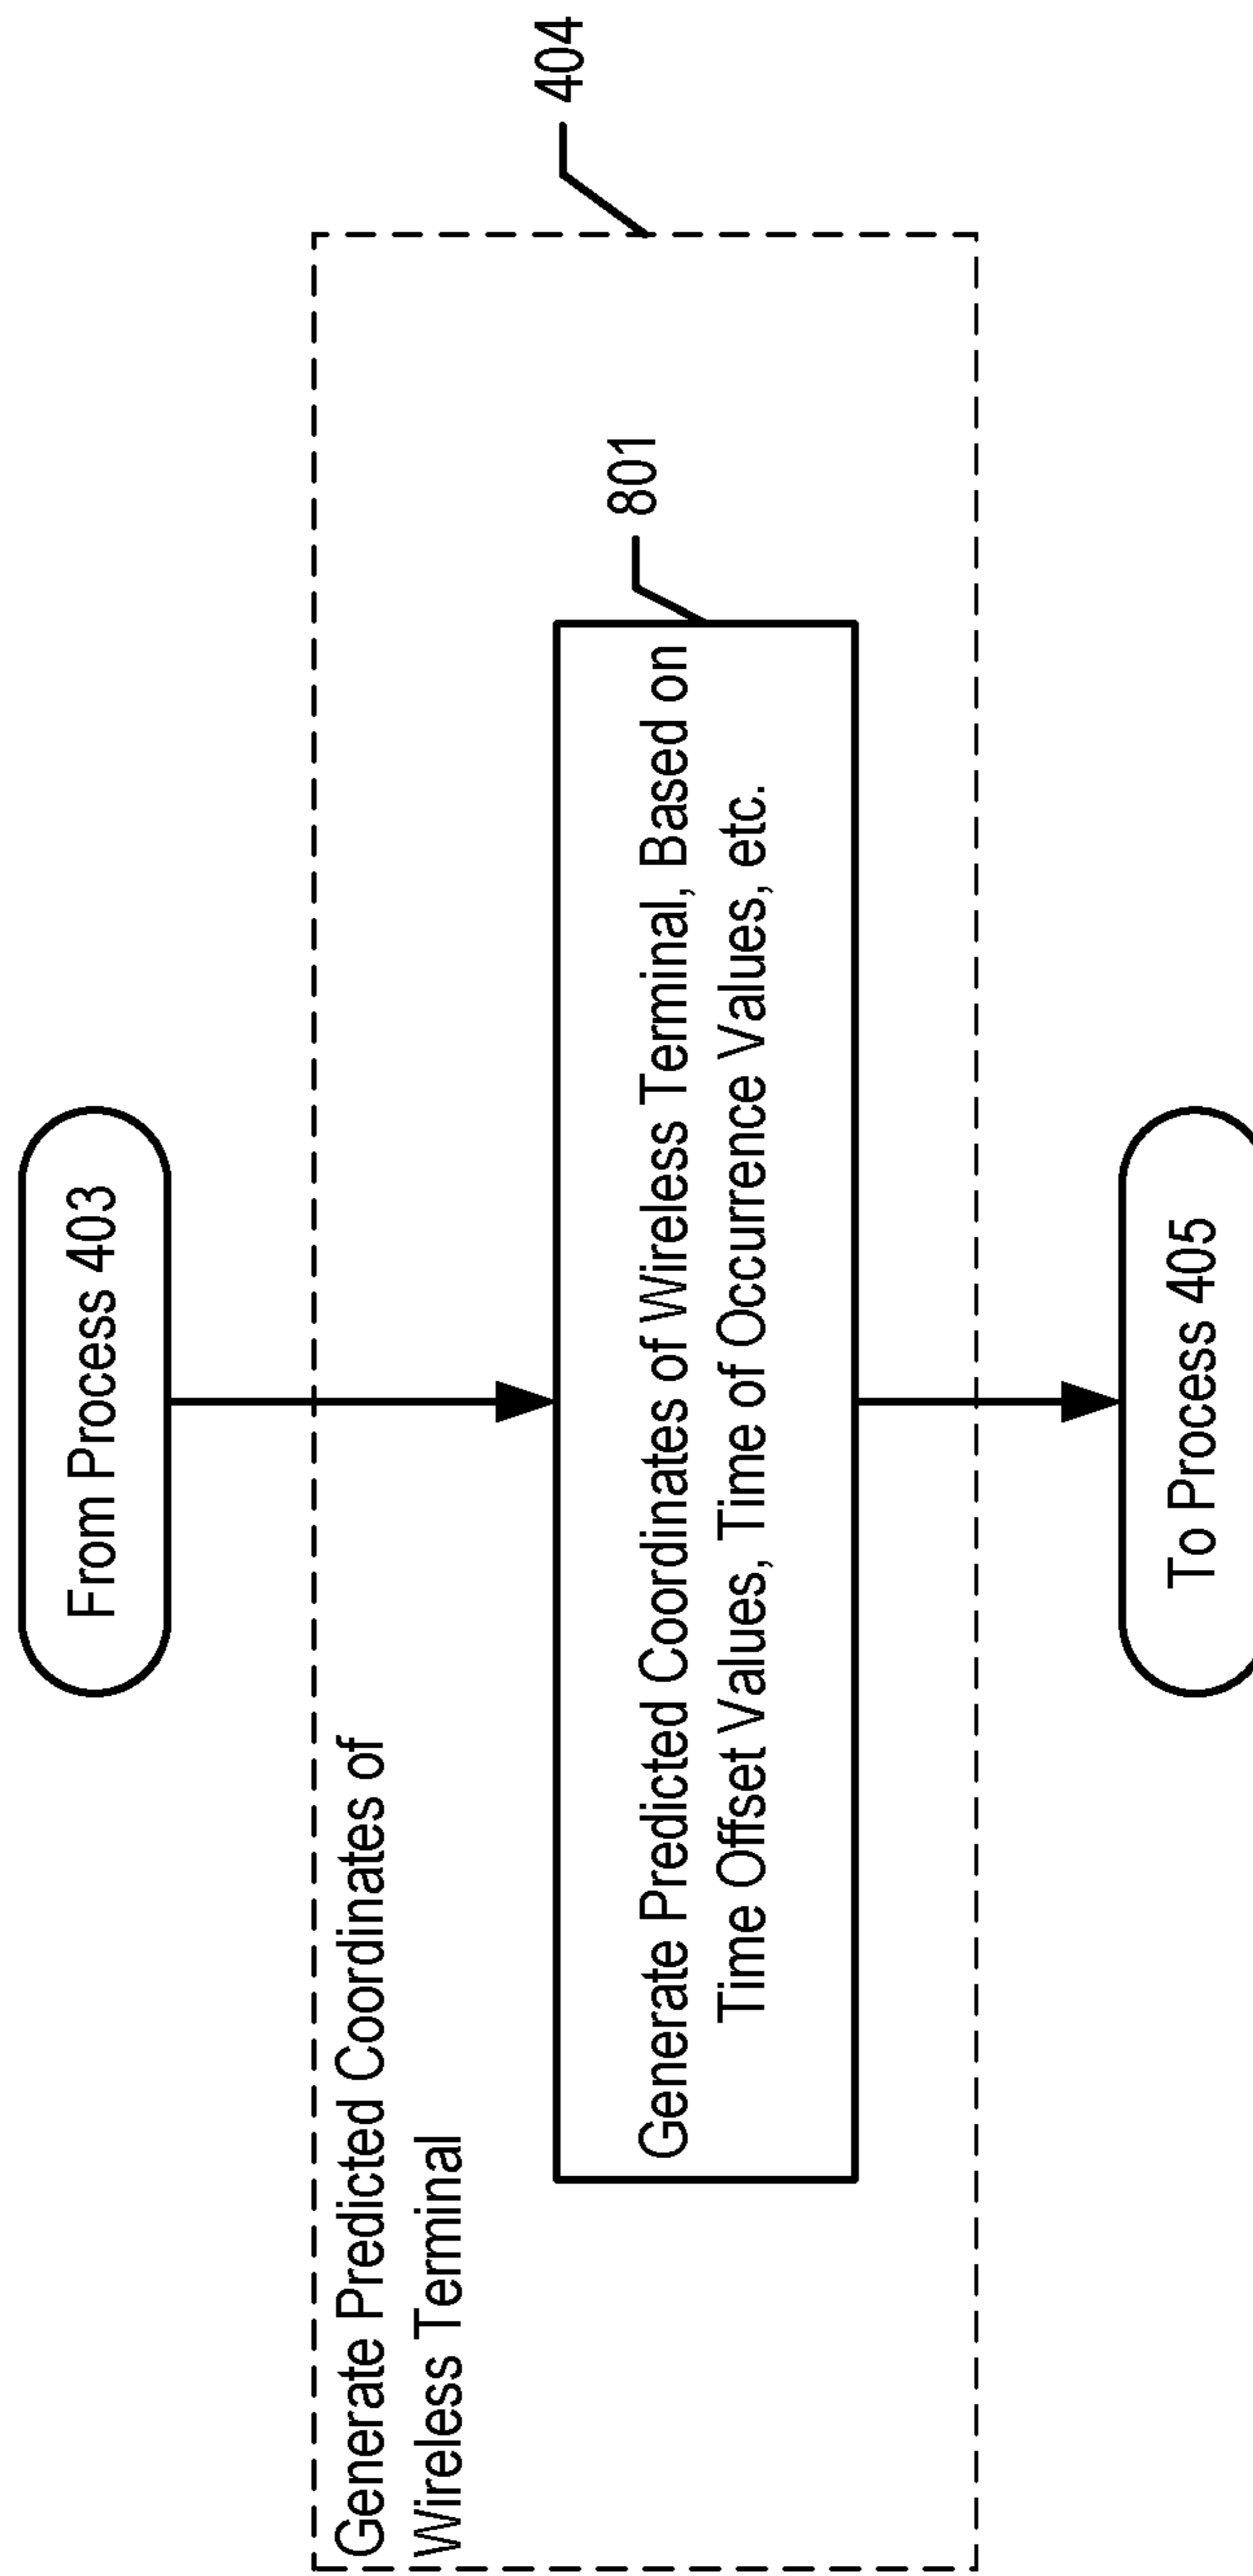 From Process 403
404
Generate Predicted Coordinates of
Wireless Terminal
801
Generate Predicted Coordinates of Wireless Terminal, Based on
Time Offset Values, Time of Occurrence Values, etc.
To Process 405